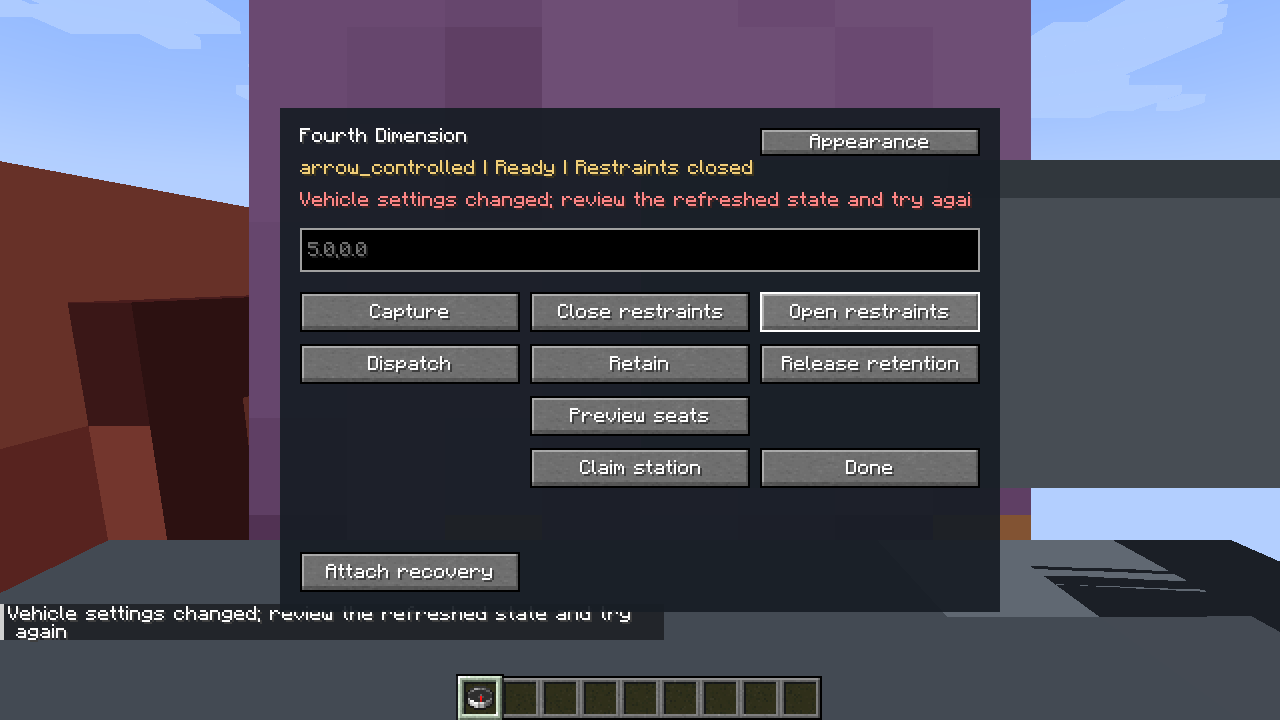 Fourth Dimension
Appearance
arrow_controlled | Ready | Restraints closed
Vehicle settings changed; review the refreshed state and try agai
5.0,0.0
Capture
Close restraints
Open restraints
Dispatch
Retain
Release retention
Preview seats
Claim station
Done
Attach recovery
Vehicle settings changed; review the refreshed state and try
again